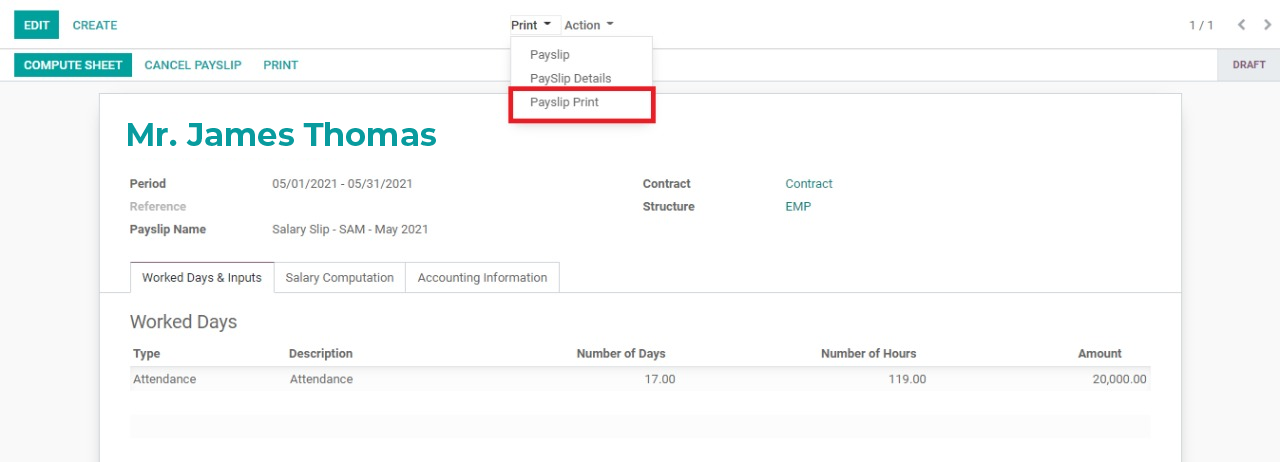 EDIT CREATE Print Action 1 / 1
Payslip
COMPUTE SHEET CANCEL PAYSLIP PRINT DRAFT
PaySlip Details
Payslip Print
Mr. James Thomas
Period 05/01/2021 - 05/31/2021 Contract Contract
Reference Structure EMP
Payslip Name Salary Slip - SAM - May 2021
Worked Days & Inputs Salary Computation Accounting Information
Worked Days
Type Description Number of Days Number of Hours Amount
Attendance Attendance 17.00 119.00 20,000.00